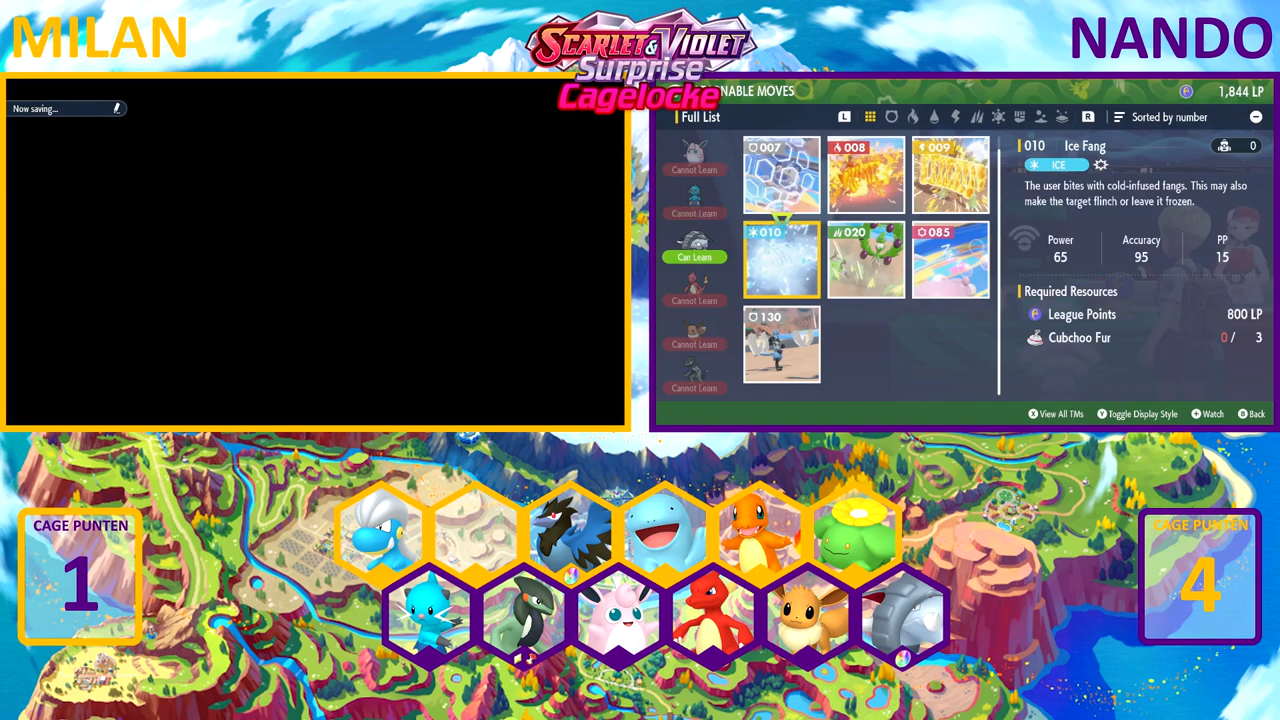 MILAN
SCARLET & VIOLET
Surprise
Cagelocke
NANDO
Now saving...
NABLE MOVES
1,844 LP
Full List
L
R
Sorted by number
Cannot Learn
Cannot Learn
Can Learn
Cannot Learn
Cannot Learn
Cannot Learn
007
008
009
010
020
085
130
010 Ice Fang
0
ICE
The user bites with cold-infused fangs. This may also
make the target flinch or leave it frozen.
Power Accuracy PP
65 95 15
Required Resources
League Points 800 LP
Cubchoo Fur 0 / 3
X View All TMs Y Toggle Display Style + Watch B Back
CAGE PUNTEN
1
CAGE PUNTEN
4